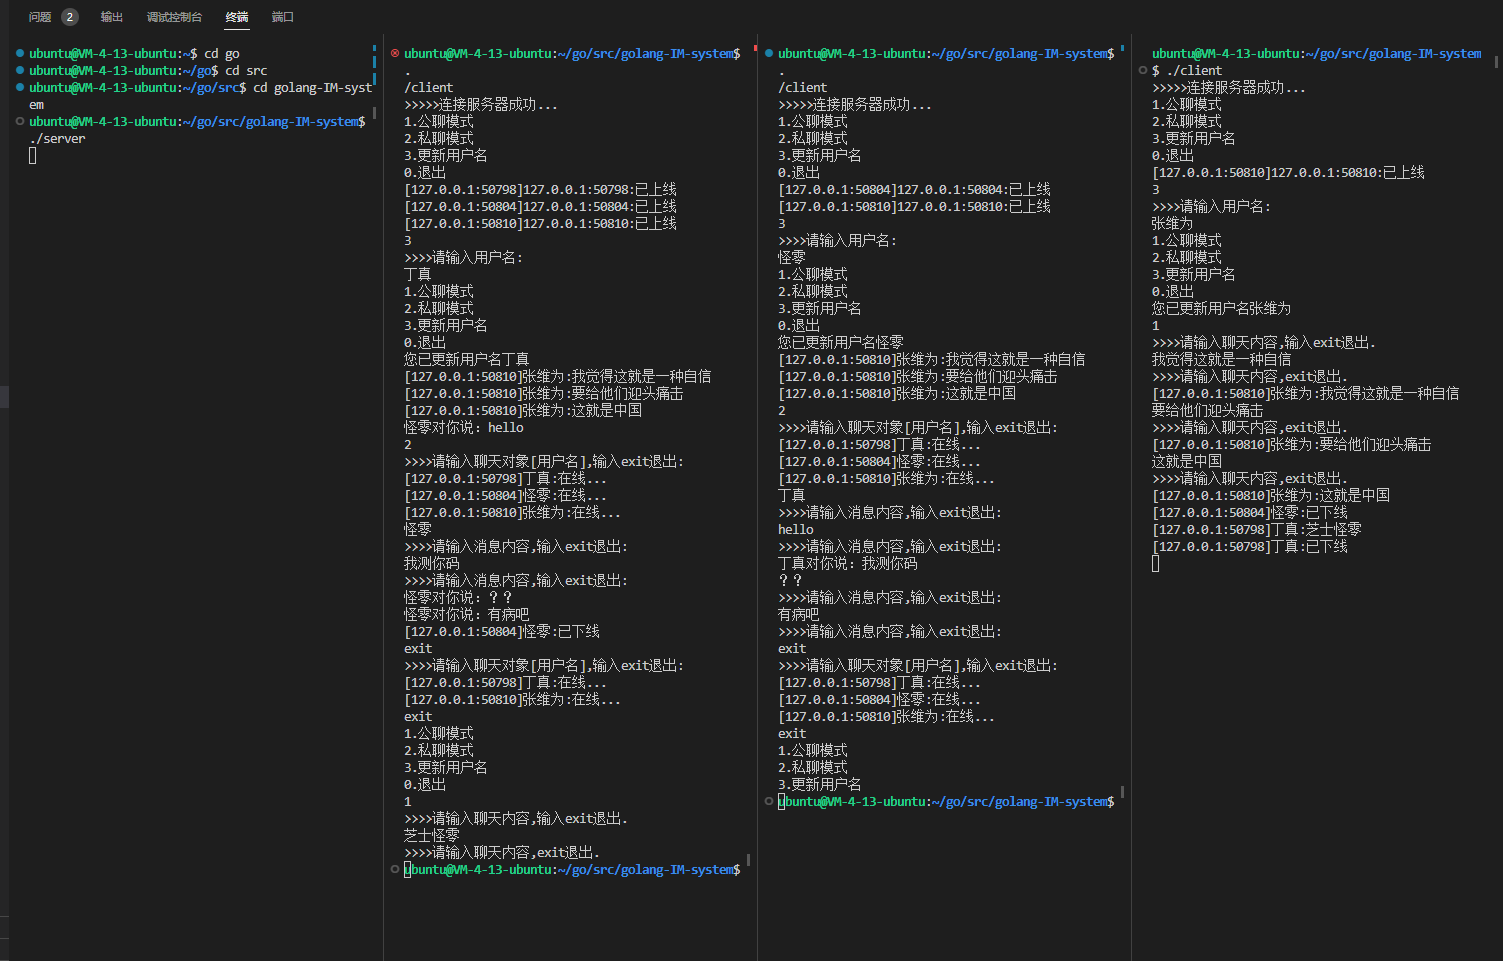 问题 2 输出 调试控制台 终端 端口
ubuntu@VM-4-13-ubuntu:~$ cd go
ubuntu@VM-4-13-ubuntu:~/go$ cd src
ubuntu@VM-4-13-ubuntu:~/go/src$ cd golang-IM-syst
em
ubuntu@VM-4-13-ubuntu:~/go/src/golang-IM-system$
./server
ubuntu@VM-4-13-ubuntu:~/go/src/golang-IM-system$
.
/client
>>>>>连接服务器成功...
1.公聊模式
2.私聊模式
3.更新用户名
0.退出
[127.0.0.1:50798]127.0.0.1:50798:已上线
[127.0.0.1:50804]127.0.0.1:50804:已上线
[127.0.0.1:50810]127.0.0.1:50810:已上线
3
>>>>请输入用户名:
丁真
1.公聊模式
2.私聊模式
3.更新用户名
0.退出
您已更新用户名丁真
[127.0.0.1:50810]张维为:我觉得这就是一种自信
[127.0.0.1:50810]张维为:要给他们迎头痛击
[127.0.0.1:50810]张维为:这就是中国
怪零对你说：hello
2
>>>>请输入聊天对象[用户名],输入exit退出:
[127.0.0.1:50798]丁真:在线...
[127.0.0.1:50804]怪零:在线...
[127.0.0.1:50810]张维为:在线...
怪零
>>>>请输入消息内容,输入exit退出:
我测你码
>>>>请输入消息内容,输入exit退出:
怪零对你说：？？
怪零对你说：有病吧
[127.0.0.1:50804]怪零:已下线
exit
>>>>请输入聊天对象[用户名],输入exit退出:
[127.0.0.1:50798]丁真:在线...
[127.0.0.1:50810]张维为:在线...
exit
1.公聊模式
2.私聊模式
3.更新用户名
0.退出
1
>>>>请输入聊天内容,输入exit退出.
芝士怪零
>>>>请输入聊天内容,exit退出.
ubuntu@VM-4-13-ubuntu:~/go/src/golang-IM-system$
ubuntu@VM-4-13-ubuntu:~/go/src/golang-IM-system$
.
/client
>>>>>连接服务器成功...
1.公聊模式
2.私聊模式
3.更新用户名
0.退出
[127.0.0.1:50804]127.0.0.1:50804:已上线
[127.0.0.1:50810]127.0.0.1:50810:已上线
3
>>>>请输入用户名:
怪零
1.公聊模式
2.私聊模式
3.更新用户名
0.退出
您已更新用户名怪零
[127.0.0.1:50810]张维为:我觉得这就是一种自信
[127.0.0.1:50810]张维为:要给他们迎头痛击
[127.0.0.1:50810]张维为:这就是中国
2
>>>>请输入聊天对象[用户名],输入exit退出:
[127.0.0.1:50798]丁真:在线...
[127.0.0.1:50804]怪零:在线...
[127.0.0.1:50810]张维为:在线...
丁真
>>>>请输入消息内容,输入exit退出:
hello
>>>>请输入消息内容,输入exit退出:
丁真对你说：我测你码
？？
>>>>请输入消息内容,输入exit退出:
有病吧
>>>>请输入消息内容,输入exit退出:
exit
>>>>请输入聊天对象[用户名],输入exit退出:
[127.0.0.1:50798]丁真:在线...
[127.0.0.1:50804]怪零:在线...
[127.0.0.1:50810]张维为:在线...
exit
1.公聊模式
2.私聊模式
3.更新用户名
ubuntu@VM-4-13-ubuntu:~/go/src/golang-IM-system$
ubuntu@VM-4-13-ubuntu:~/go/src/golang-IM-system
$ ./client
>>>>>连接服务器成功...
1.公聊模式
2.私聊模式
3.更新用户名
0.退出
[127.0.0.1:50810]127.0.0.1:50810:已上线
3
>>>>请输入用户名:
张维为
1.公聊模式
2.私聊模式
3.更新用户名
0.退出
您已更新用户名张维为
1
>>>>请输入聊天内容,输入exit退出.
我觉得这就是一种自信
>>>>请输入聊天内容,exit退出.
[127.0.0.1:50810]张维为:我觉得这就是一种自信
要给他们迎头痛击
>>>>请输入聊天内容,exit退出.
[127.0.0.1:50810]张维为:要给他们迎头痛击
这就是中国
>>>>请输入聊天内容,exit退出.
[127.0.0.1:50810]张维为:这就是中国
[127.0.0.1:50804]怪零:已下线
[127.0.0.1:50798]丁真:芝士怪零
[127.0.0.1:50798]丁真:已下线